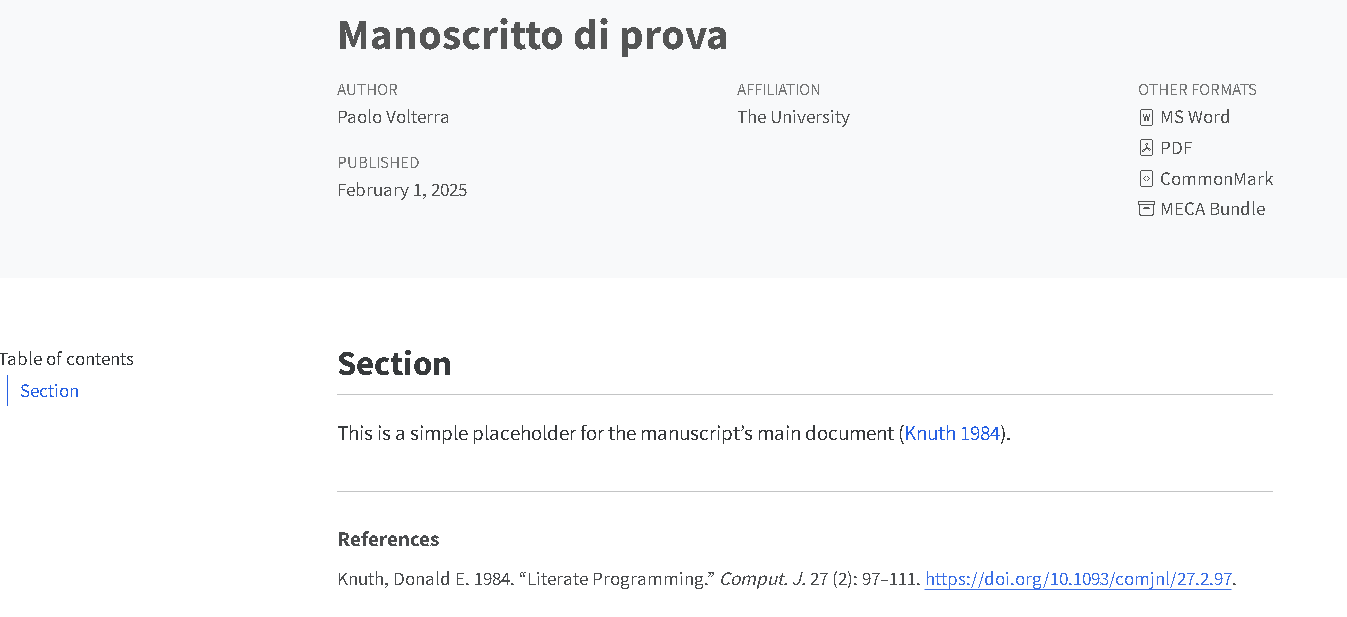 Manoscritto di prova
AUTHOR
Paolo Volterra
AFFILIATION
The University
PUBLISHED
February 1, 2025
OTHER FORMATS
MS Word
PDF
CommonMark
MECA Bundle
Table of contents
Section
Section
This is a simple placeholder for the manuscript’s main document (Knuth 1984).
References
Knuth, Donald E. 1984. “Literate Programming.” Comput. J. 27 (2): 97–111. https://doi.org/10.1093/comjnl/27.2.97.